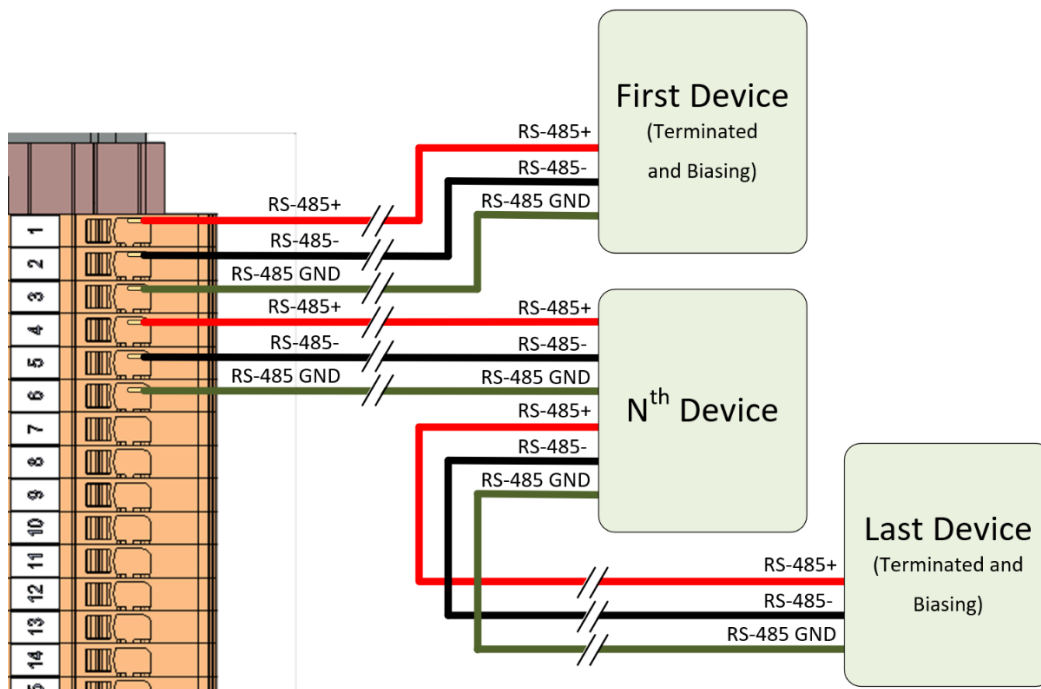 First Device
(Terminated
and Biasing)
RS-485+
RS-485-
RS-485 GND
RS-485+
RS-485-
RS-485 GND
RS-485+
RS-485-
RS-485 GND
1
2
3
4
5
6
7
8
9
10
11
12
13
14
RS-485+
RS-485-
RS-485 GND
RS-485+
RS-485-
RS-485 GND
Nth Device
Last Device
(Terminated and
Biasing)
RS-485+
RS-485-
RS-485 GND